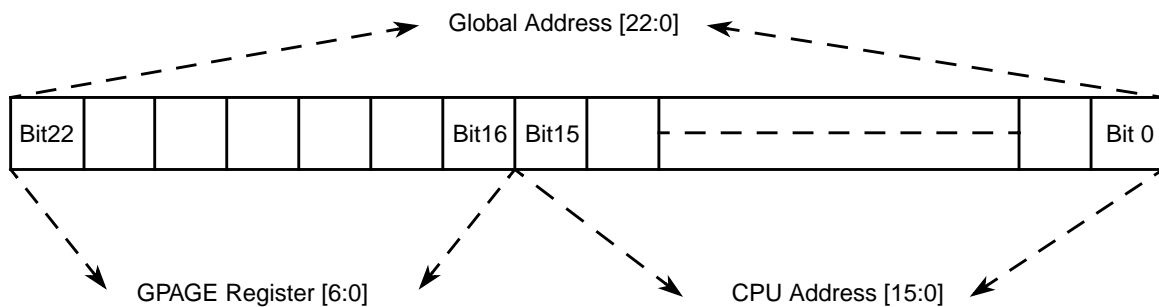 Global Address [22:0]
Bit22 Bit16 Bit15 Bit 0
GPAGE Register [6:0] CPU Address [15:0]